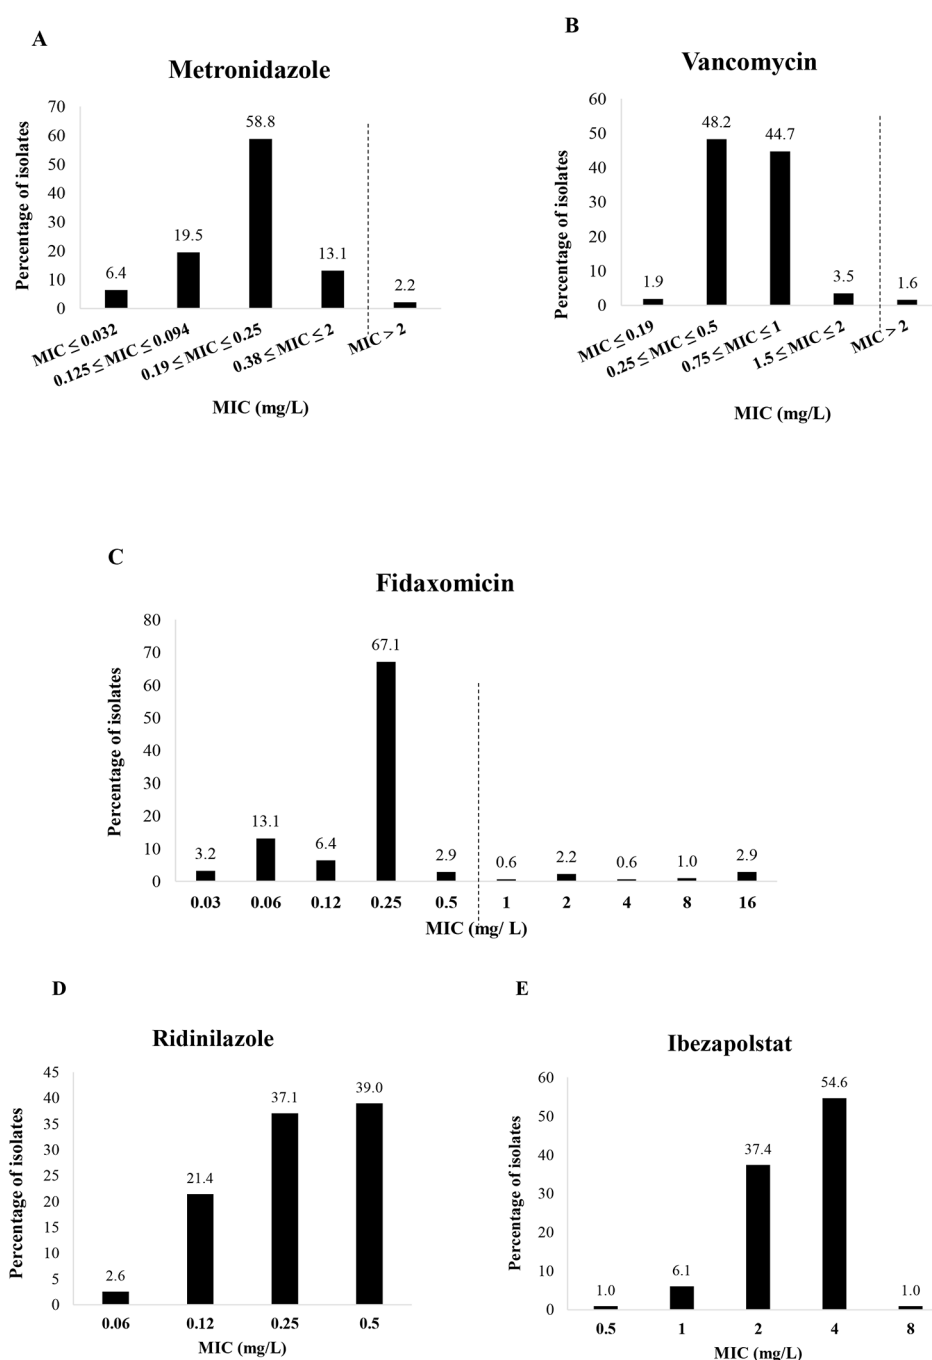 A
Metronidazole
Percentage of isolates
70
60
50
40
30
20
10
0
6.4
19.5
58.8
13.1
2.2
MIC ≤ 0.032
0.125 ≤ MIC ≤ 0.094
0.19 ≤ MIC ≤ 0.25
0.38 ≤ MIC ≤ 2
MIC > 2
MIC (mg/L)
B
Vancomycin
Percentage of isolates
60
50
40
30
20
10
0
1.9
48.2
44.7
3.5
1.6
MIC ≤ 0.19
0.25 ≤ MIC ≤ 0.5
0.75 ≤ MIC ≤ 1
1.5 ≤ MIC ≤ 2
MIC > 2
MIC (mg/L)
C
Fidaxomicin
Percentage of isolates
80
70
60
50
40
30
20
10
0
3.2
13.1
6.4
67.1
2.9
0.6
2.2
0.6
1.0
2.9
0.03 0.06 0.12 0.25 0.5 1 2 4 8 16
MIC (mg/ L)
D
Ridinilazole
Percentage of isolates
45
40
35
30
25
20
15
10
5
0
2.6
21.4
37.1
39.0
0.06 0.12 0.25 0.5
MIC (mg/L)
E
Ibezapolstat
Percentage of isolates
60
50
40
30
20
10
0
1.0
6.1
37.4
54.6
1.0
0.5 1 2 4 8
MIC (mg/L)